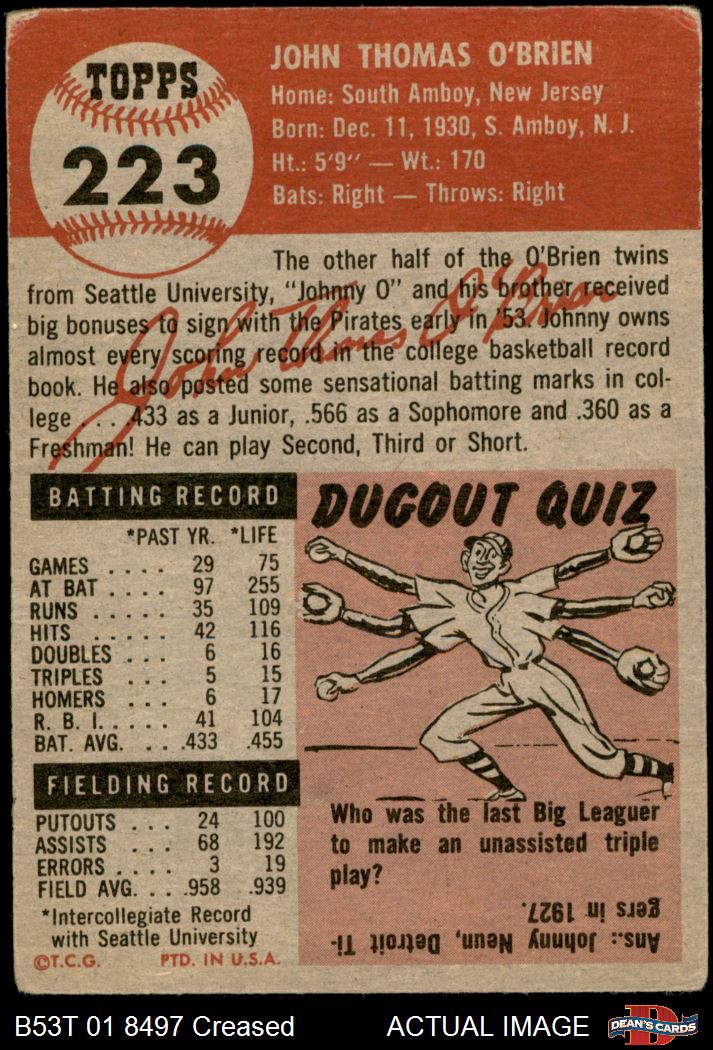 TOPPS
223
JOHN THOMAS O'BRIEN
Home: South Amboy, New Jersey
Born: Dec. 11, 1930, S. Amboy, N. J.
Ht.: 5'9" — Wt.: 170
Bats: Right — Throws: Right
The other half of the O'Brien twins
from Seattle University, "Johnny O" and his brother received
big bonuses to sign with the Pirates early in '53. Johnny owns
almost every scoring record in the college basketball record
book. He also posted some sensational batting marks in col-
lege . . . .433 as a Junior, .566 as a Sophomore and .360 as a
Freshman! He can play Second, Third or Short.
John Thomas O'Brien
BATTING RECORD
*PAST YR. *LIFE
GAMES . . . . 29 75
AT BAT . . . . 97 255
RUNS . . . . . 35 109
HITS . . . . . 42 116
DOUBLES . . . 6 16
TRIPLES . . . 5 15
HOMERS . . . 6 17
R. B. I. . . . . . 41 104
BAT. AVG. . . . .433 .455
FIELDING RECORD
PUTOUTS . . . 24 100
ASSISTS . . . 68 192
ERRORS . . . . 3 19
FIELD AVG. . . . .958 .939
*Intercollegiate Record
with Seattle University
©T.C.G. PTD. IN U.S.A.
DUGOUT QUIZ
Who was the last Big Leaguer
to make an unassisted triple
play?
Ans.: Johnny Neun, Detroit Ti-
gers in 1927.
B53T 01 8497 Creased
ACTUAL IMAGE
D
DEAN'S CARDS